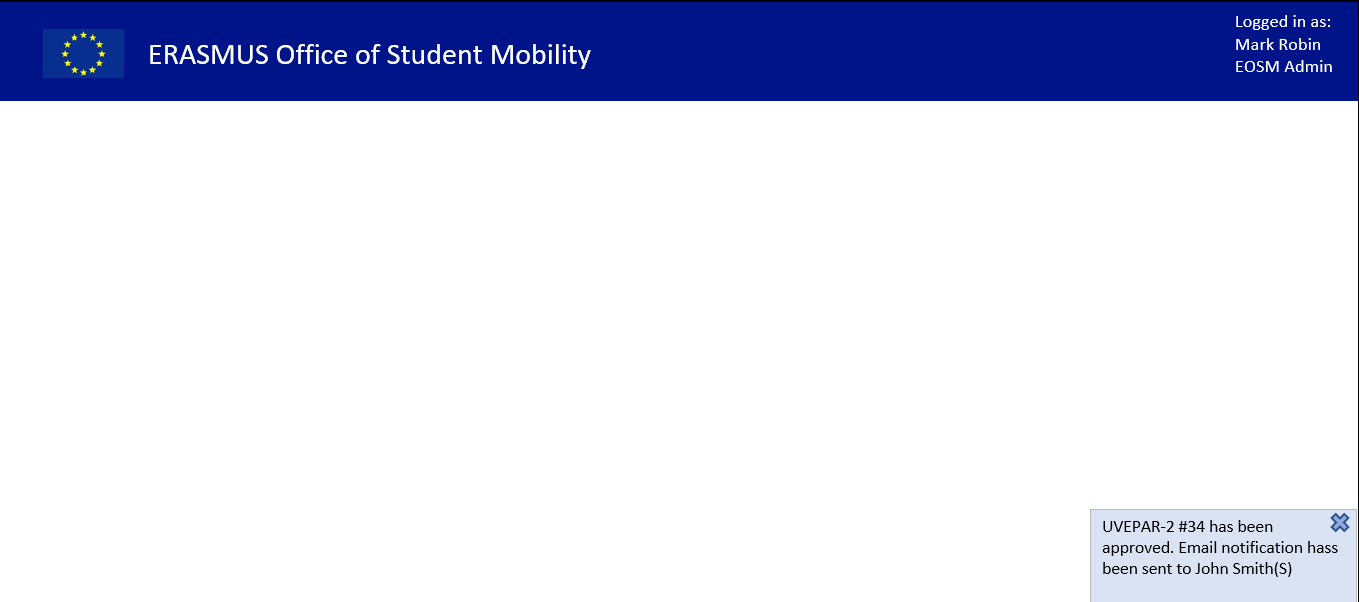 ERASMUS Office of Student Mobility
Logged in as:
Mark Robin
EOSM Admin
UVEPAR-2 #34 has been
approved. Email notification hass
been sent to John Smith(S)